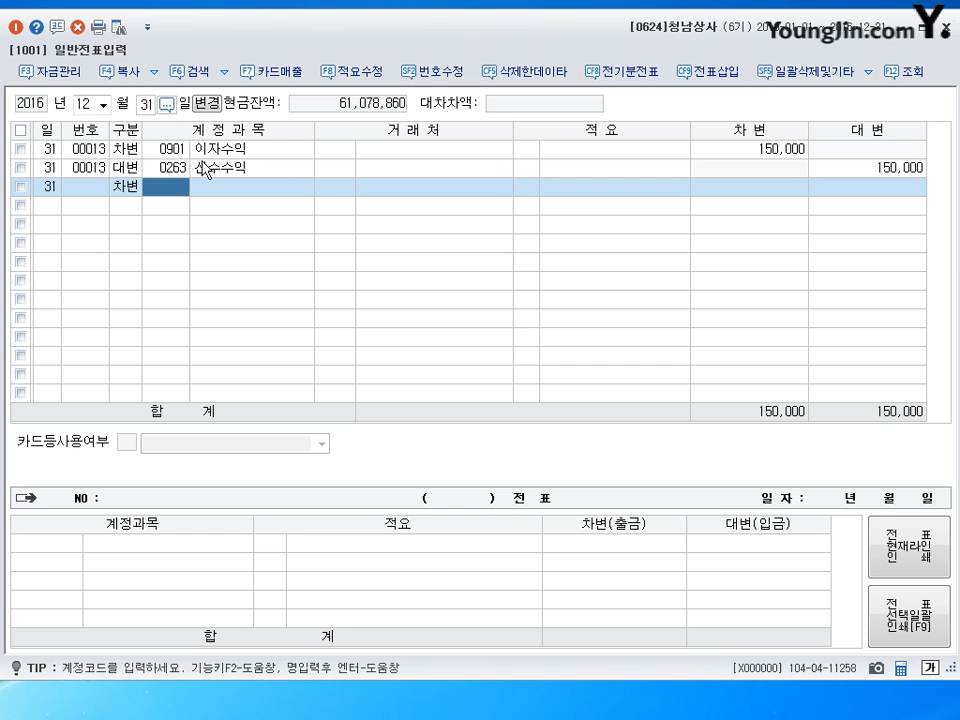 [0624]청남상사 (6기) 2016-01-01 ~ 2016-12-31
YoungJin.com Y.
[1001] 일반전표입력
F3 자금관리 F4 복사 F6 검색 F7 카드매출 F8 적요수정 SF2 번호수정 CF5 삭제한데이타 CF8 전기분전표 CF9 전표삽입 SF5 일괄삭제및기타 F12 조회
2016 년 12 월 31 일 변경 현금잔액: 61,078,860 대차차액:
일 번호 구분 계 정 과 목 거 래 처 적 요 차 변 대 변
31 00013 차변 0901 이자수익 150,000
31 00013 대변 0263 선수수익 150,000
31 차변
합 계 150,000 150,000
카드등사용여부
NO : ( ) 전 표 일 자 : 년 월 일
계정과목 적요 차변(출금) 대변(입금)
전 표
현재라인
인 쇄
전 표
선택일괄
인쇄[F9]
합 계
TIP : 계정코드를 입력하세요. 기능키F2-도움창, 명입력후 엔터-도움창 [X000000] 104-04-11258 가